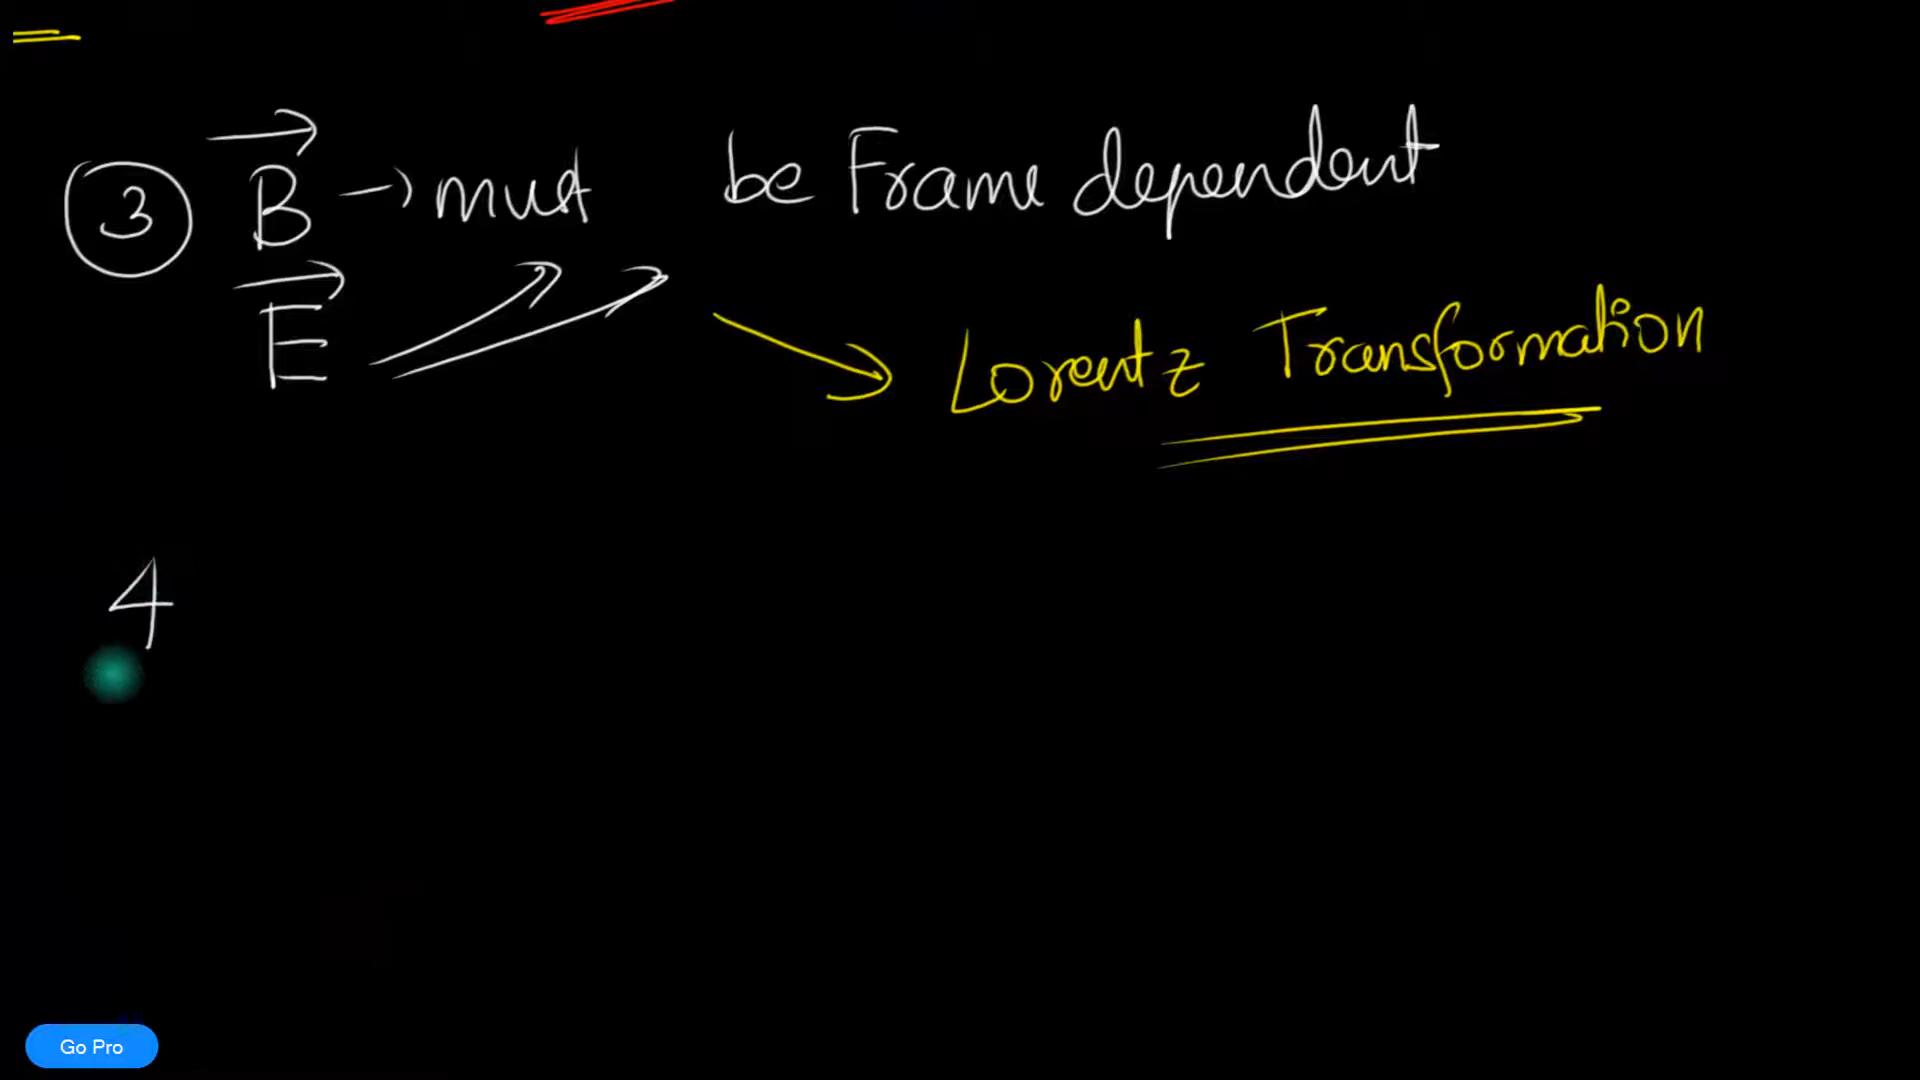 ③ B → must be Frame dependent
E
→ Lorentz Transformation
4
Go Pro